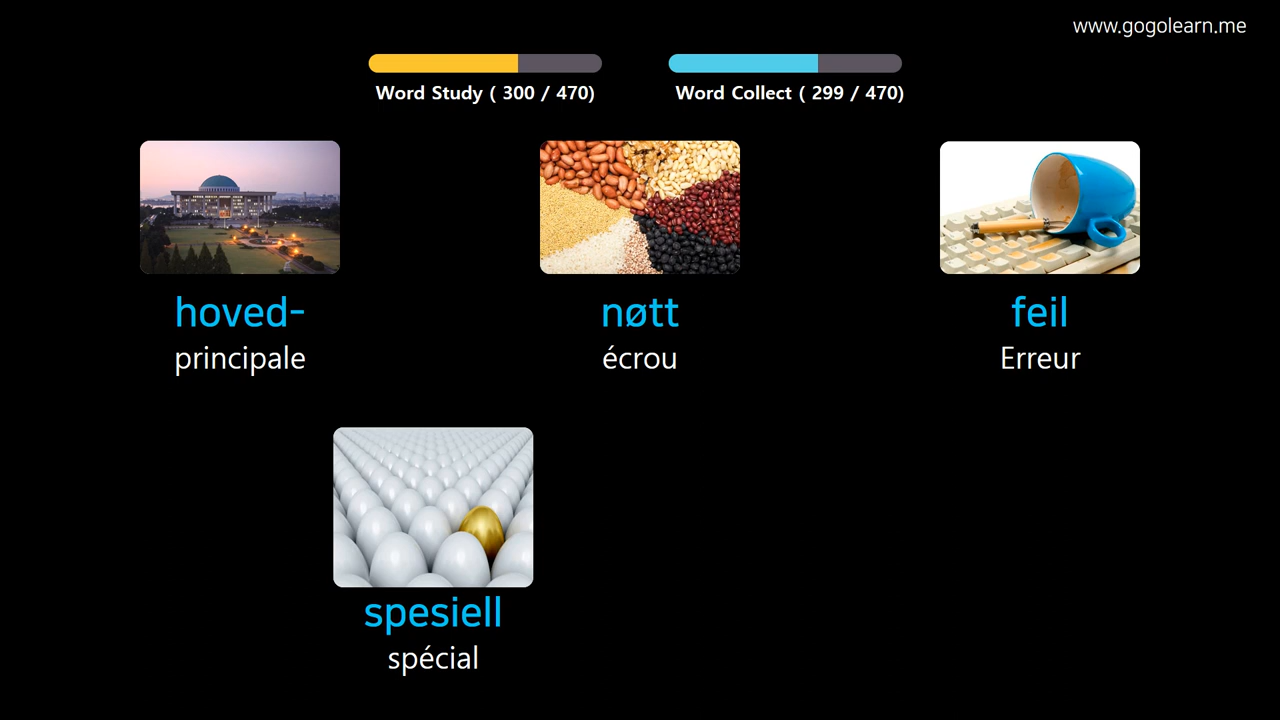 www.gogolearn.me
Word Study ( 300 / 470)
Word Collect ( 299 / 470)
hoved-
principale
nøtt
écrou
feil
Erreur
spesiell
spécial